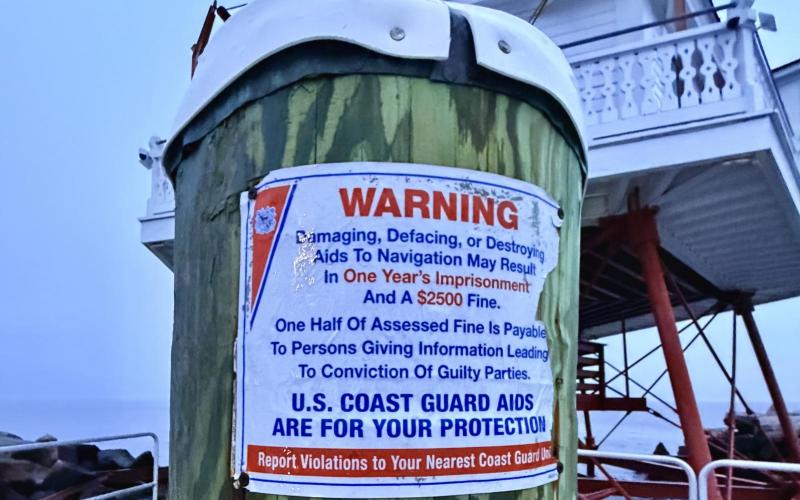 WARNING
Damaging, Defacing, or Destroying
Aids To Navigation May Result
In One Year's Imprisonment
And A $2500 Fine.
One Half Of Assessed Fine Is Payable
To Persons Giving Information Leading
To Conviction Of Guilty Parties.
U.S. COAST GUARD AIDS
ARE FOR YOUR PROTECTION
Report Violations to Your Nearest Coast Guard Unit